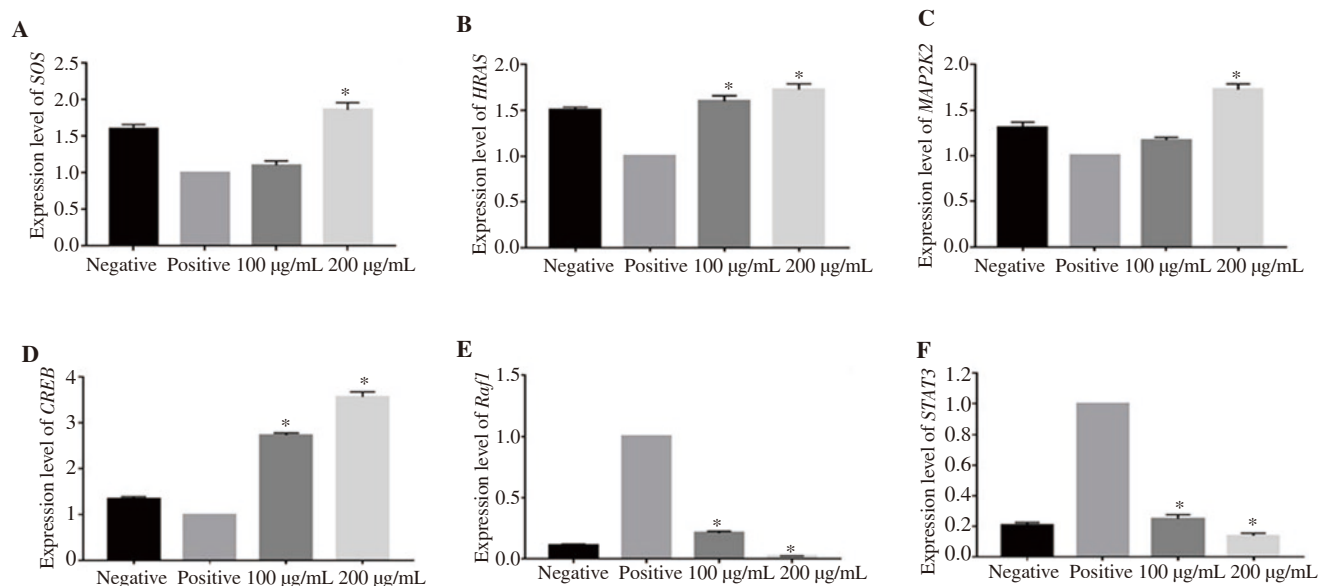 A
Expression level of SOS
2.5
2.0
1.5
1.0
0.5
0.0
*
Negative Positive 100 µg/mL 200 µg/mL
B
Expression level of HRAS
2.0
1.5
1.0
0.5
0.0
* *
Negative Positive 100 µg/mL 200 µg/mL
C
Expression level of MAP2K2
2.0
1.5
1.0
0.5
0.0
*
Negative Positive 100 µg/mL 200 µg/mL
D
Expression level of CREB
4
3
2
1
0
* *
Negative Positive 100 µg/mL 200 µg/mL
E
Expression level of Raf1
1.5
1.0
0.5
0.0
* *
Negative Positive 100 µg/mL 200 µg/mL
F
Expression level of STAT3
1.2
1.0
0.8
0.6
0.4
0.2
0.0
* *
Negative Positive 100 µg/mL 200 µg/mL